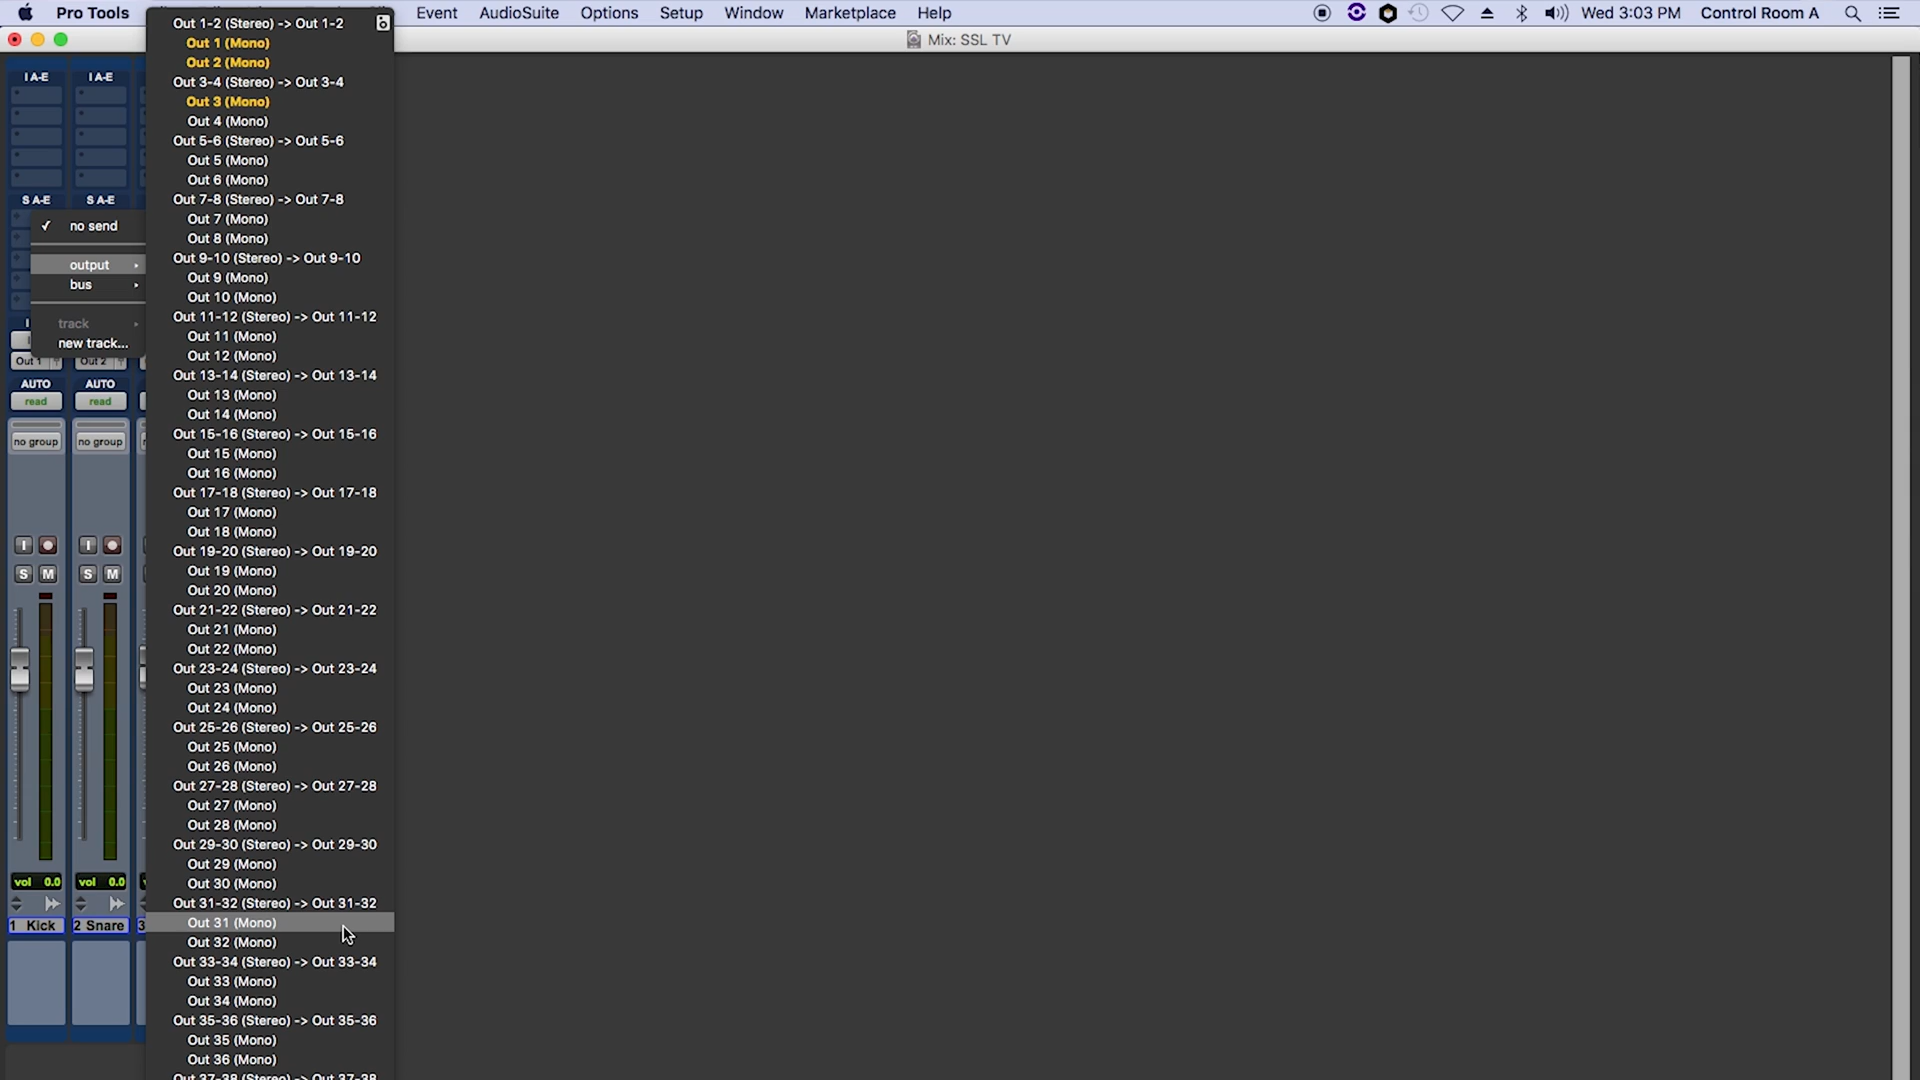 Pro Tools
Event
AudioSuite
Options
Setup
Window
Marketplace
Help
Wed 3:03 PM
Control Room A
Mix: SSL TV
I A-E
I A-E
S A-E
S A-E
✓ no send
output
bus
track
new track...
Out 1
Out 2
AUTO
AUTO
read
read
no group
no group
I
I
S M
S M
vol 0.0
vol 0.0
1 Kick
2 Snare
3
Out 1-2 (Stereo) -> Out 1-2
Out 1 (Mono)
Out 2 (Mono)
Out 3-4 (Stereo) -> Out 3-4
Out 3 (Mono)
Out 4 (Mono)
Out 5-6 (Stereo) -> Out 5-6
Out 5 (Mono)
Out 6 (Mono)
Out 7-8 (Stereo) -> Out 7-8
Out 7 (Mono)
Out 8 (Mono)
Out 9-10 (Stereo) -> Out 9-10
Out 9 (Mono)
Out 10 (Mono)
Out 11-12 (Stereo) -> Out 11-12
Out 11 (Mono)
Out 12 (Mono)
Out 13-14 (Stereo) -> Out 13-14
Out 13 (Mono)
Out 14 (Mono)
Out 15-16 (Stereo) -> Out 15-16
Out 15 (Mono)
Out 16 (Mono)
Out 17-18 (Stereo) -> Out 17-18
Out 17 (Mono)
Out 18 (Mono)
Out 19-20 (Stereo) -> Out 19-20
Out 19 (Mono)
Out 20 (Mono)
Out 21-22 (Stereo) -> Out 21-22
Out 21 (Mono)
Out 22 (Mono)
Out 23-24 (Stereo) -> Out 23-24
Out 23 (Mono)
Out 24 (Mono)
Out 25-26 (Stereo) -> Out 25-26
Out 25 (Mono)
Out 26 (Mono)
Out 27-28 (Stereo) -> Out 27-28
Out 27 (Mono)
Out 28 (Mono)
Out 29-30 (Stereo) -> Out 29-30
Out 29 (Mono)
Out 30 (Mono)
Out 31-32 (Stereo) -> Out 31-32
Out 31 (Mono)
Out 32 (Mono)
Out 33-34 (Stereo) -> Out 33-34
Out 33 (Mono)
Out 34 (Mono)
Out 35-36 (Stereo) -> Out 35-36
Out 35 (Mono)
Out 36 (Mono)
Out 37-38 (Stereo) -> Out 37-38